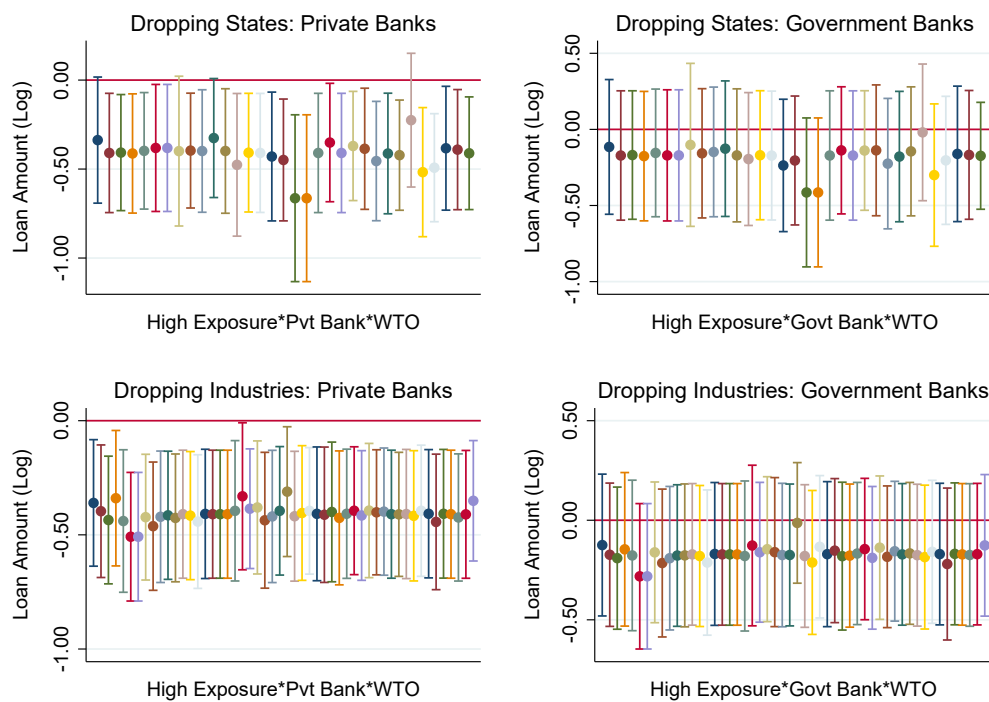 Dropping States: Private Banks
Loan Amount (Log)
0.00
-0.50
-1.00
High Exposure*Pvt Bank*WTO
Dropping States: Government Banks
Loan Amount (Log)
0.50
0.00
-0.50
-1.00
High Exposure*Govt Bank*WTO
Dropping Industries: Private Banks
Loan Amount (Log)
0.00
-0.50
-1.00
High Exposure*Pvt Bank*WTO
Dropping Industries: Government Banks
Loan Amount (Log)
0.50
0.00
-0.50
High Exposure*Govt Bank*WTO